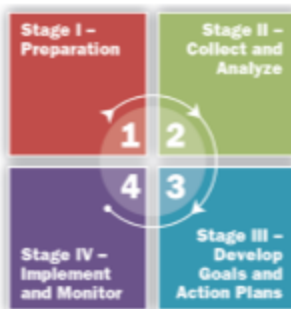 Stage I –
Preparation
Stage II –
Collect and
Analyze
1
2
4
3
Stage IV –
Implement
and Monitor
Stage III –
Develop
Goals and
Action Plans